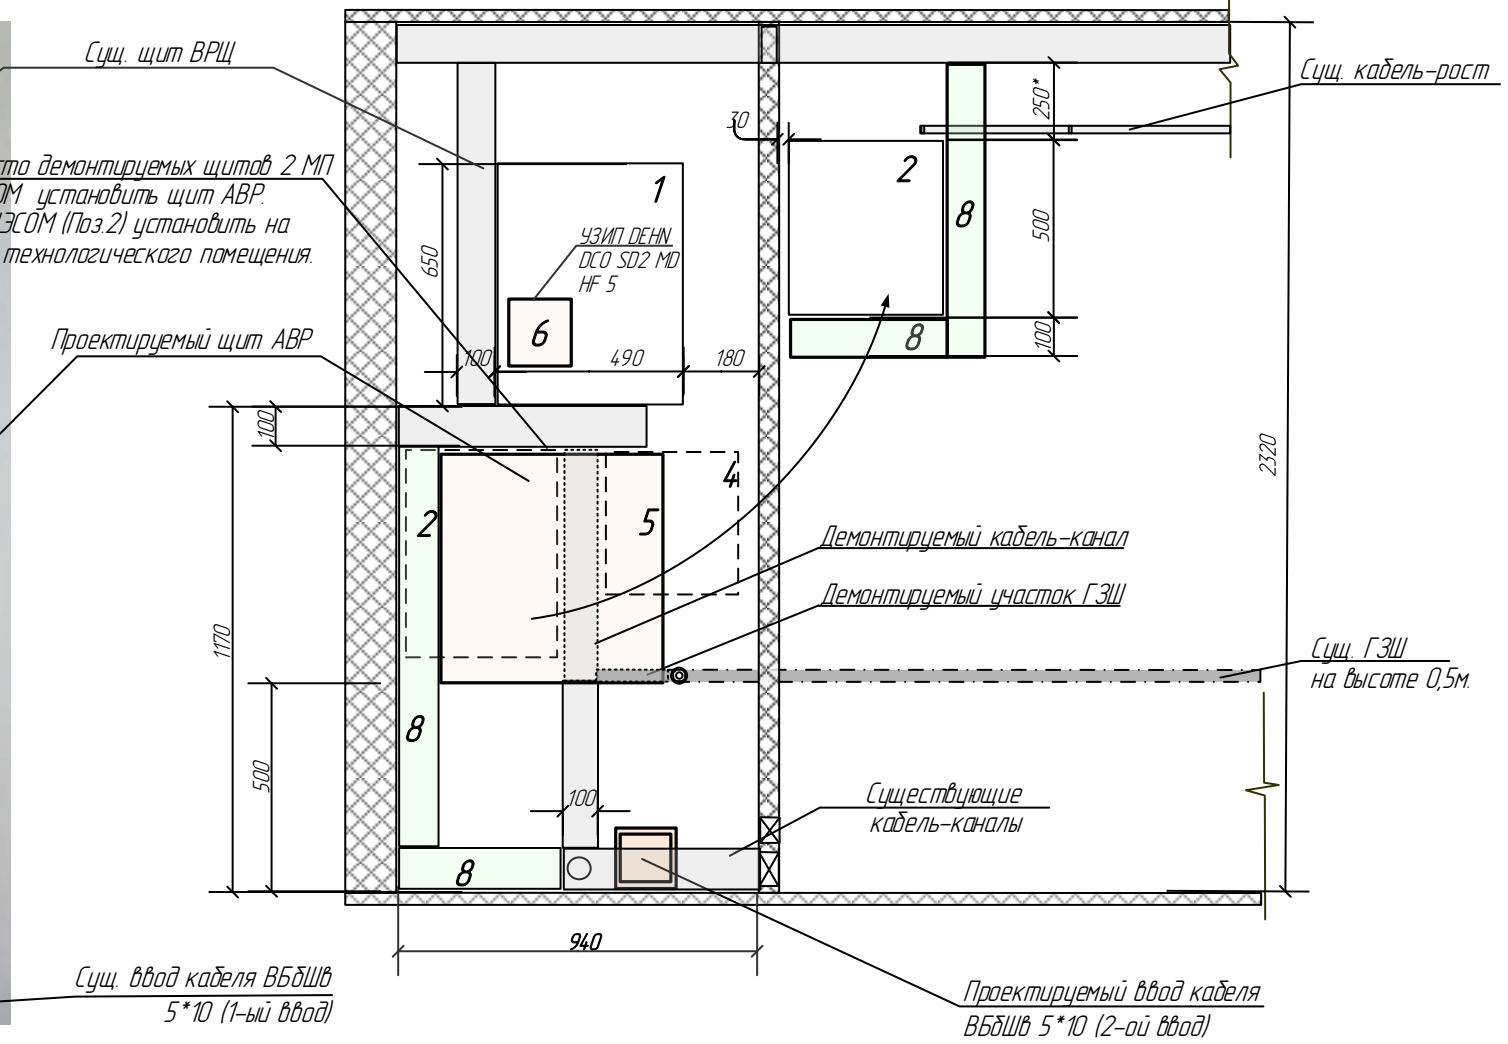 Сущ. щит ВРЩ
Сущ. кабель-рост
демонтируемых щитов 2 МП
установить щит АВР.
(Поз.2) установить на
технологического помещения.
Проектируемый щит АВР
1
УЗИП DEHN
DCO SD2 MD
HF 5
6
650
100
490
180
30
2
8
8
250*
500
100
2320
100
1170
500
2
5
4
8
8
100
Демонтируемый кабель-канал
Демонтируемый участок ГЗШ
Сущ. ГЗШ
на высоте 0,5м.
Существующие
кабель-каналы
940
Сущ. ввод кабеля ВБбШв
5*10 (1-ый ввод)
Проектируемый ввод кабеля
ВБбШв 5*10 (2-ой ввод)